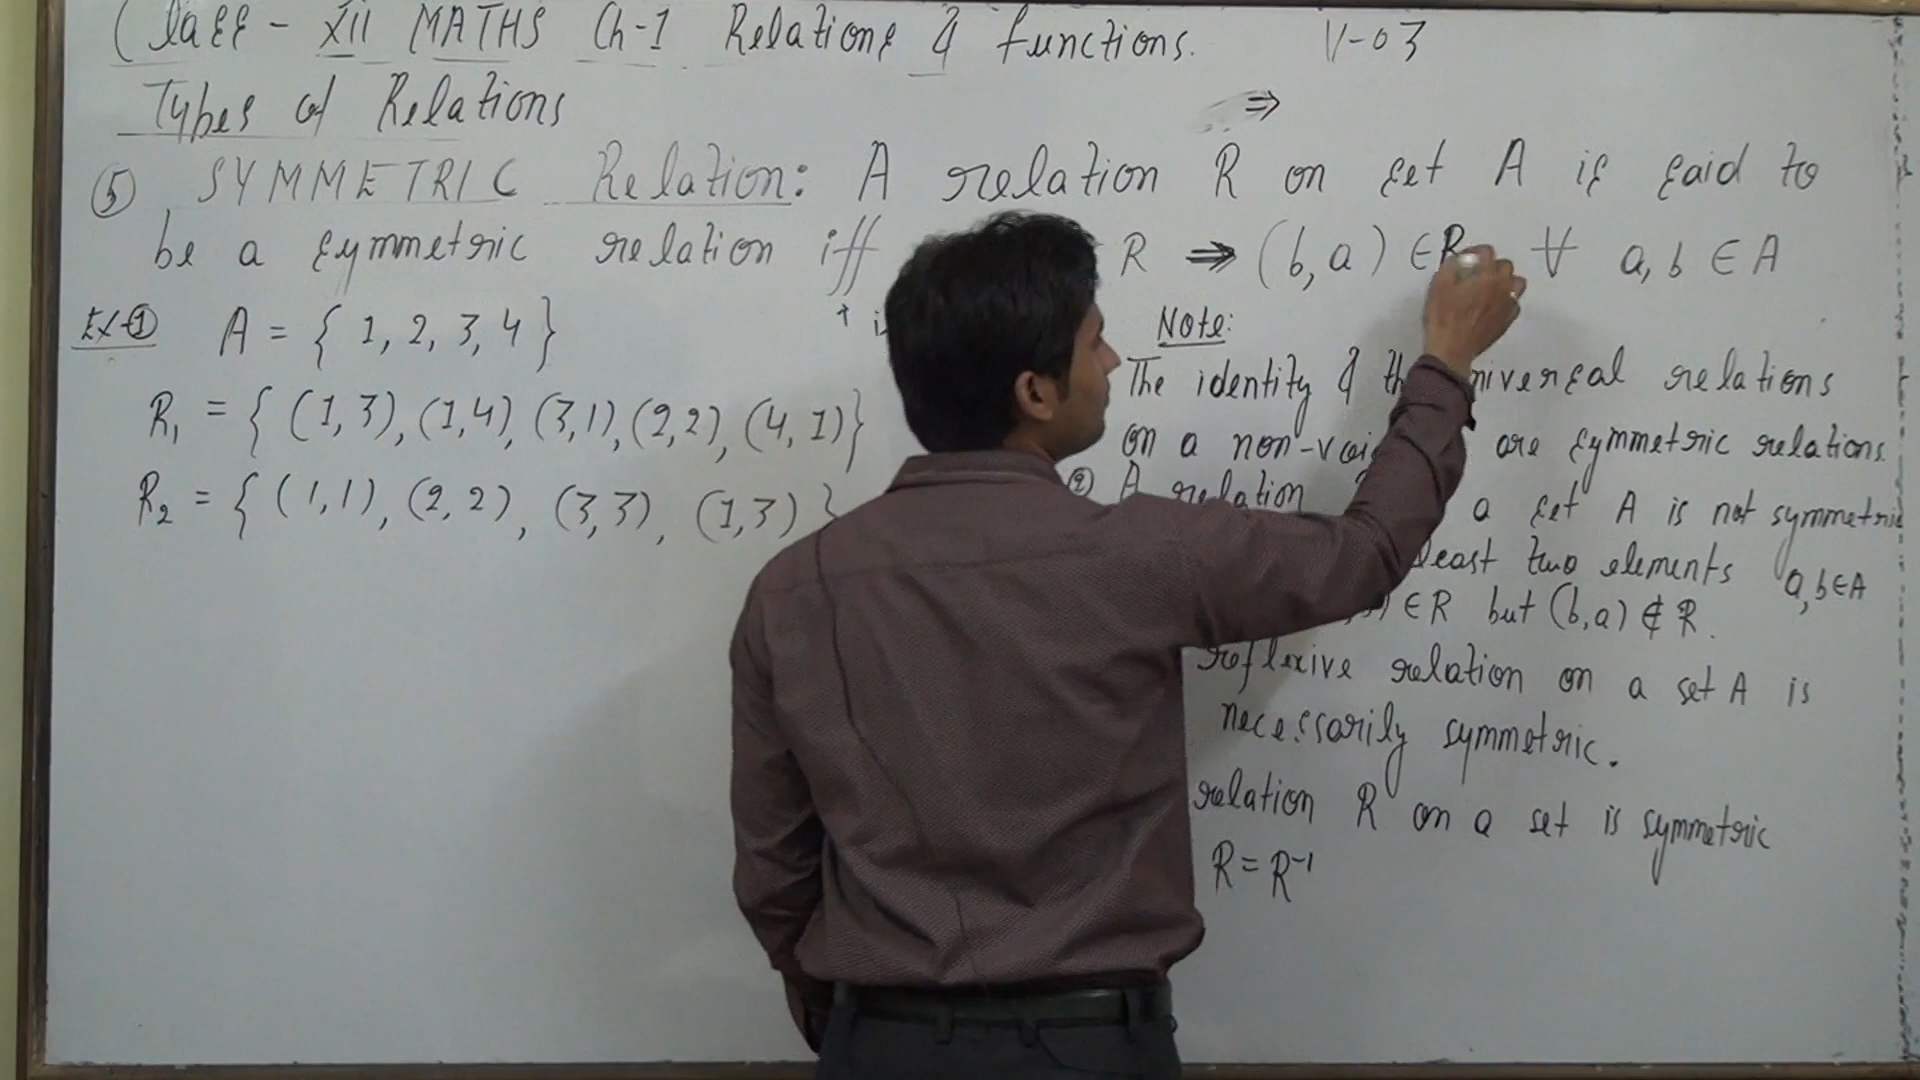 Class - XII MATHS Ch-1 Relations & functions. V-03
Types of Relations
⇒
⑤ SYMMETRIC Relation: A relation R on set A is said to
be a symmetric relation iff R ⇒ (b, a) ∈ R ∀ a, b ∈ A
Ex-① A = { 1, 2, 3, 4 }
R₁ = { (1, 3), (1, 4), (3, 1), (2, 2), (4, 1)}
R₂ = { (1, 1), (2, 2), (3, 3), (1, 3) }
Note:
The identity & the universal relations
on a non-void are symmetric relations.
② A relation a set A is not symmetric
least two elements a, b ∈ A
∈ R but (b, a) ∉ R.
reflexive relation on a set A is
necessarily symmetric.
relation R on a set is symmetric
R = R⁻¹